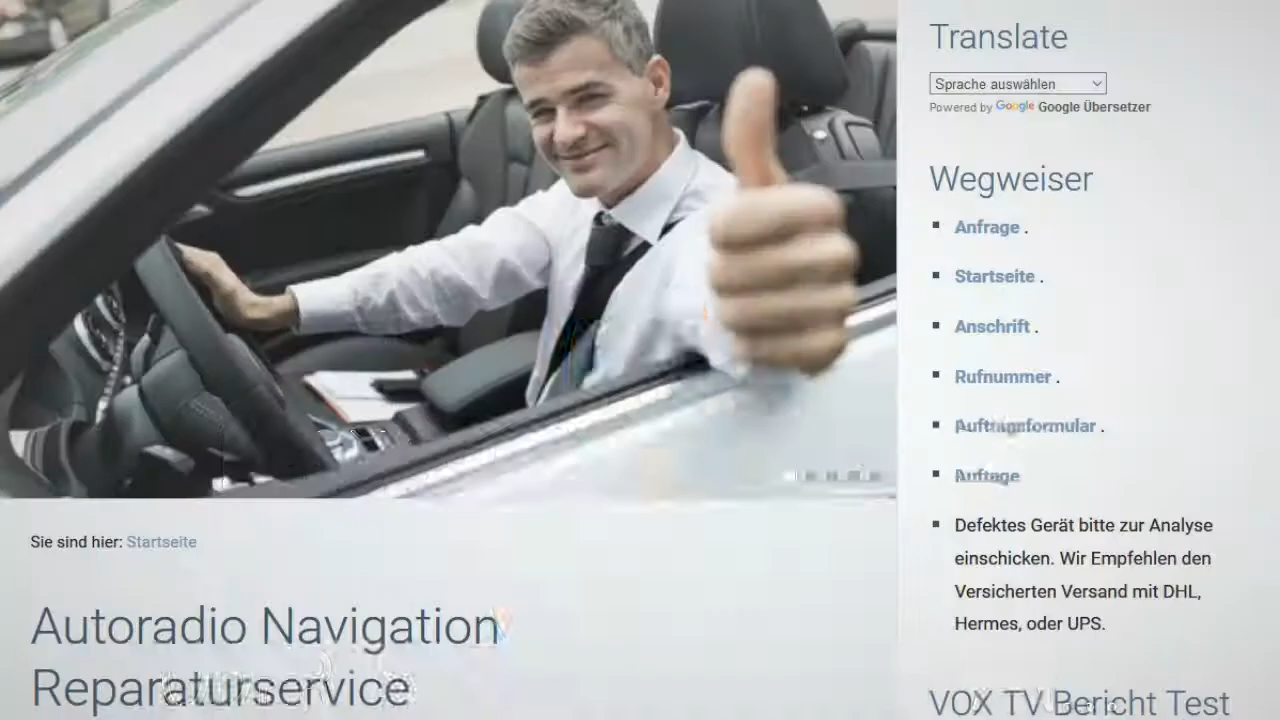 Translate
Sprache auswählen
Powered by Google Google Übersetzer
Wegweiser
Anfrage .
Startseite .
Anschrift .
Rufnummer .
Auftragsformular .
Defektes Gerät bitte zur Analyse
einschicken. Wir Empfehlen den
Versicherten Versand mit DHL,
Hermes, oder UPS.
VOX TV Bericht Test
Sie sind hier: Startseite
Autoradio Navigation
Reparaturservice